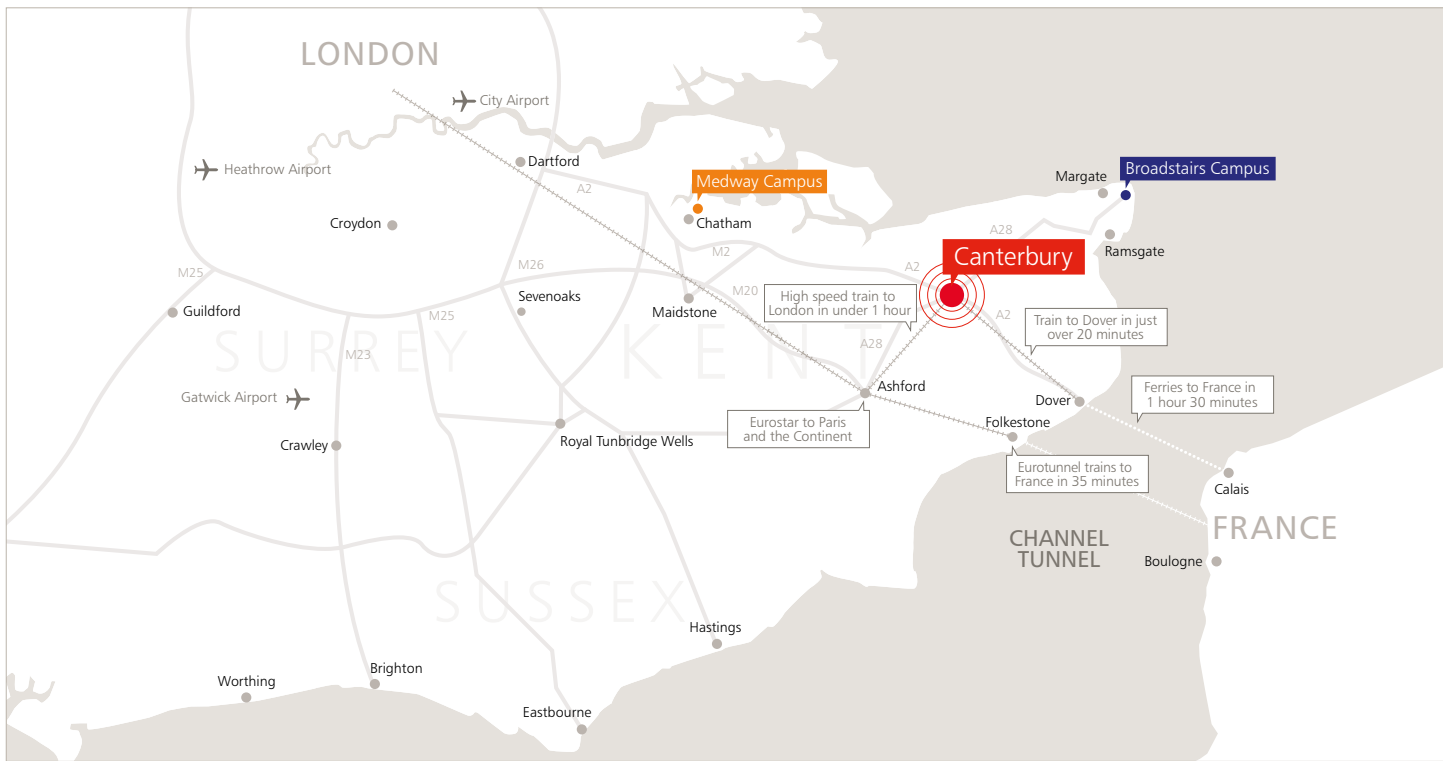 LONDON
City Airport
Dartford
Heathrow Airport
A2
Medway Campus
Margate
Broadstairs Campus
Croydon
Chatham
A28
Ramsgate
M2
Canterbury
M25
M26
A2
Guildford
Sevenoaks
Maidstone
M20
High speed train to
London in under 1 hour
A2
Train to Dover in just
over 20 minutes
M25
SURREY
M23
KENT
A28
Gatwick Airport
Ashford
Dover
Ferries to France in
1 hour 30 minutes
Eurostar to Paris
and the Continent
Folkestone
Crawley
Royal Tunbridge Wells
Eurotunnel trains to
France in 35 minutes
Calais
FRANCE
CHANNEL
TUNNEL
Boulogne
SUSSEX
Hastings
Brighton
Worthing
Eastbourne